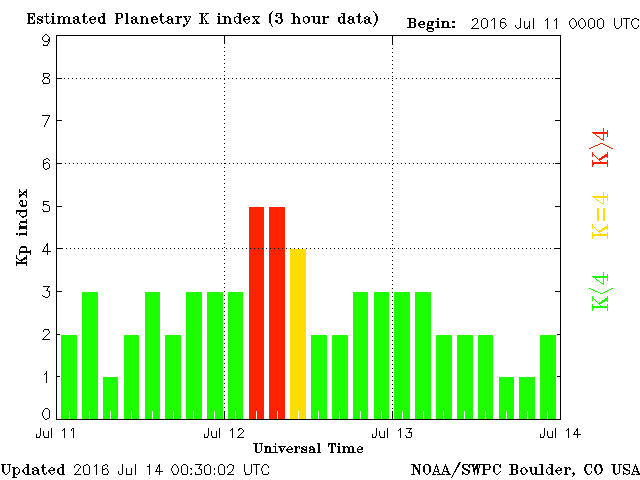 Estimated Planetary K index (3 hour data) Begin: 2016 Jul 11 0000 UTC
9
8
7
6
5
4
3
2
1
0
Kp index
K>4
K=4
K<4
Jul 11 Jul 12 Jul 13 Jul 14
Universal Time
Updated 2016 Jul 14 00:30:02 UTC NOAA/SWPC Boulder, CO USA